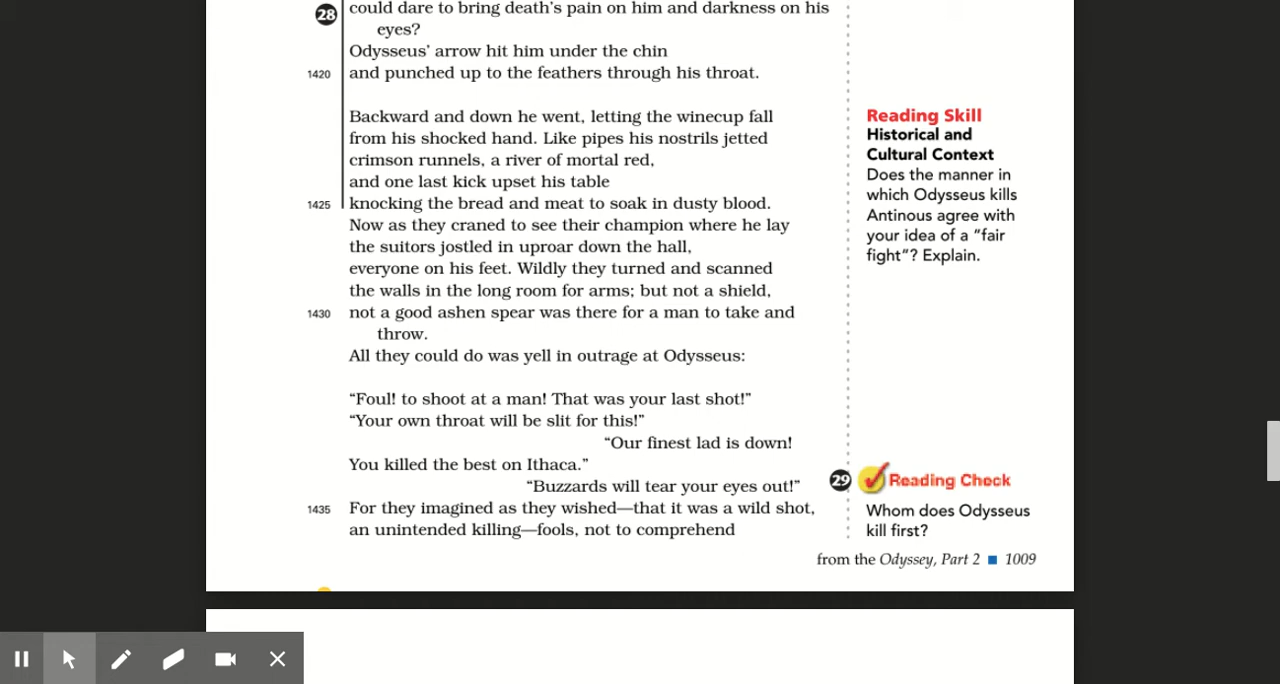 28
could dare to bring death's pain on him and darkness on his
eyes?
Odysseus' arrow hit him under the chin
1420 and punched up to the feathers through his throat.
Backward and down he went, letting the winecup fall
from his shocked hand. Like pipes his nostrils jetted
crimson runnels, a river of mortal red,
and one last kick upset his table
1425 knocking the bread and meat to soak in dusty blood.
Now as they craned to see their champion where he lay
the suitors jostled in uproar down the hall,
everyone on his feet. Wildly they turned and scanned
the walls in the long room for arms; but not a shield,
1430 not a good ashen spear was there for a man to take and
throw.
All they could do was yell in outrage at Odysseus:
“Foul! to shoot at a man! That was your last shot!”
“Your own throat will be slit for this!”
“Our finest lad is down!
You killed the best on Ithaca.”
“Buzzards will tear your eyes out!”
1435 For they imagined as they wished—that it was a wild shot,
an unintended killing—fools, not to comprehend
Reading Skill
Historical and
Cultural Context
Does the manner in
which Odysseus kills
Antinous agree with
your idea of a “fair
fight”? Explain.
29 Reading Check
Whom does Odysseus
kill first?
from the Odyssey, Part 2 ■ 1009